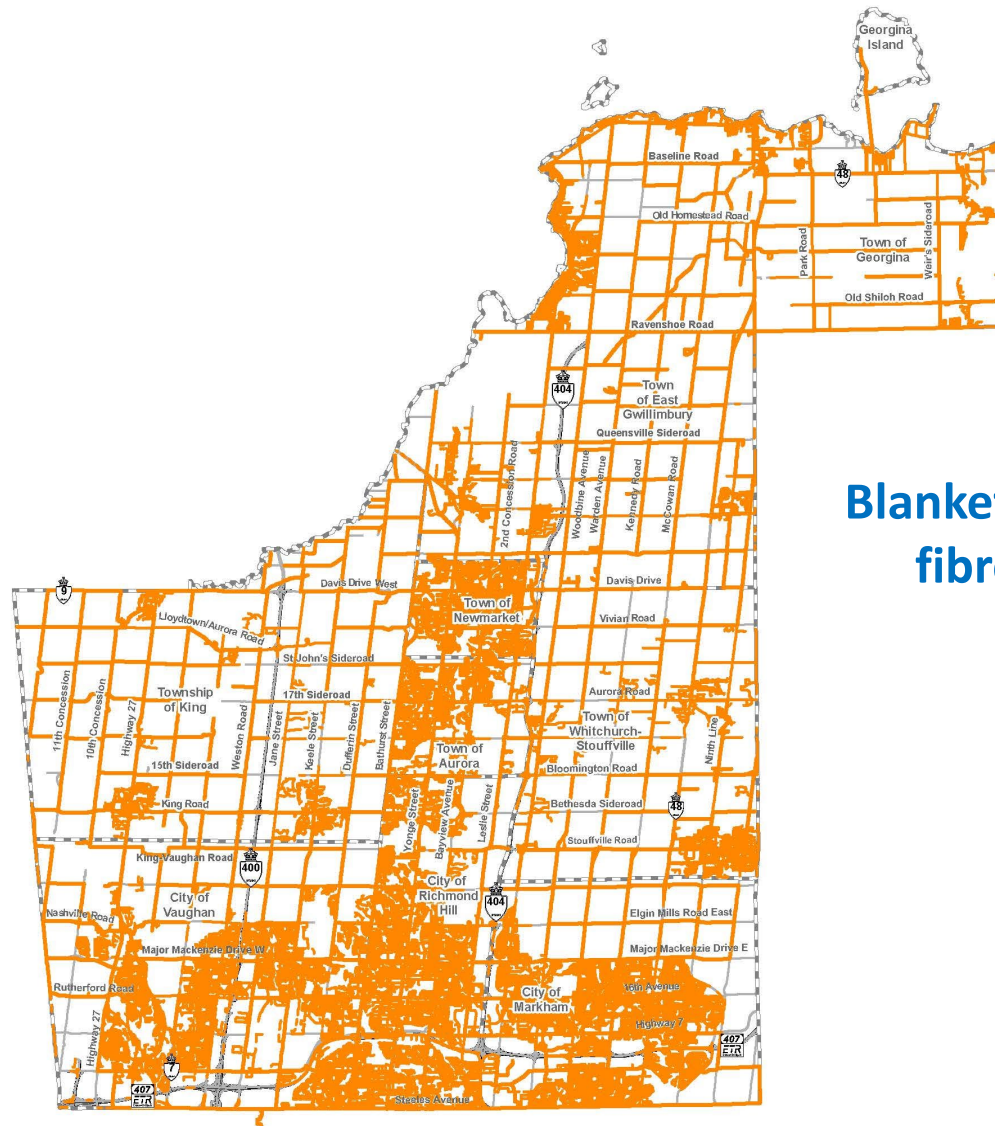 Georgina
Island
Baseline Road
48
Old Homestead Road
Park Road
Town of
Georgina
Weir's Sideroad
Old Shiloh Road
Ravenshoe Road
404
Town
of East
Gwillimbury
Queensville Sideroad
2nd Concession Road
Woodbine Avenue
Warden Avenue
Kennedy Road
McCowan Road
fibr
9
Davis Drive West
Davis Drive
Town of
Newmarket
Lloydtown/Aurora Road
Vivian Road
St John's Sideroad
17th Sideroad
Aurora Road
11th Concession
10th Concession
Highway 27
Township
of King
Weston Road
Jane Street
Keele Street
Dufferin Street
Bathurst Street
Town of
Whitchurch-
Stouffville
Ninth Line
Town of
Aurora
15th Sideroad
Bloomington Road
King Road
Yonge Street
Bayview Avenue
Leslie Street
Bethesda Sideroad
48
Stouffville Road
King-Vaughan Road
400
City of
Vaughan
City of
Richmond
Hill
404
Nashville Road
Elgin Mills Road East
Major Mackenzie Drive W
Major Mackenzie Drive E
Rutherford Road
16th Avenue
City of
Markham
Highway 7
Highway 27
7
407
ETR
407
ETR
Steeles Avenue